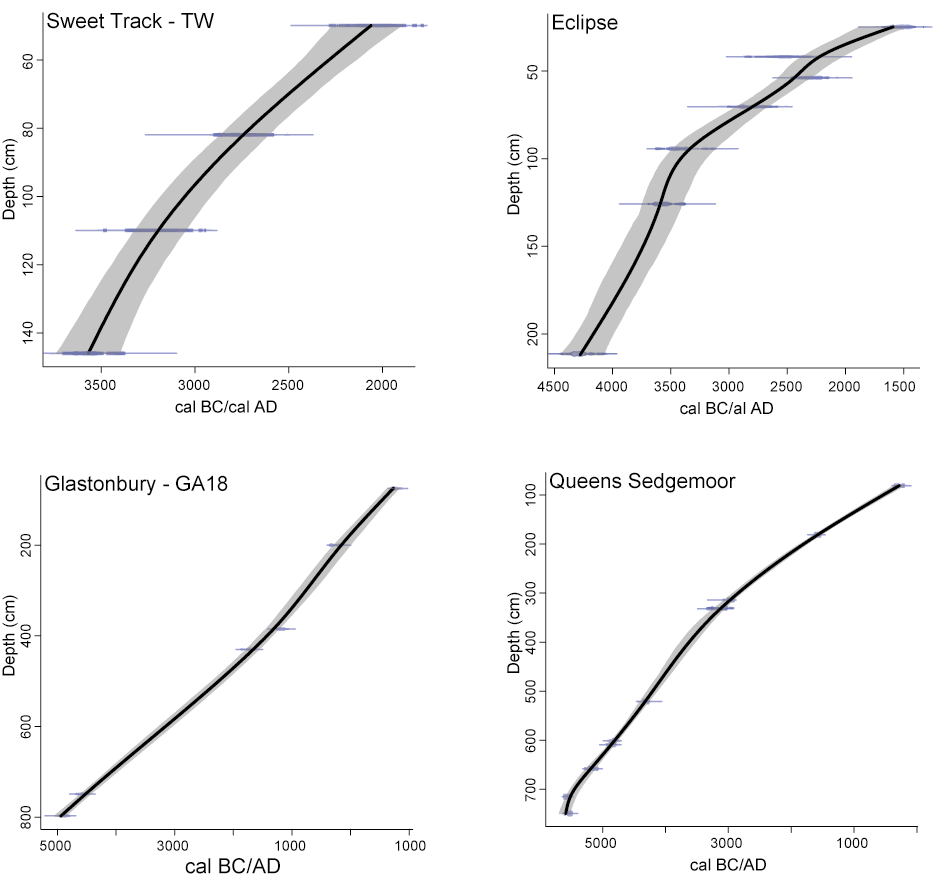 Sweet Track - TW
Depth (cm)
60
80
100
120
140
3500 3000 2500 2000
cal BC/cal AD
Eclipse
Depth (cm)
50
100
150
200
4500 4000 3500 3000 2500 2000 1500
cal BC/al AD
Glastonbury - GA18
Depth (cm)
200
400
600
800
5000 3000 1000 1000
cal BC/AD
Queens Sedgemoor
Depth (cm)
100
200
300
400
500
600
700
5000 3000 1000
cal BC/AD